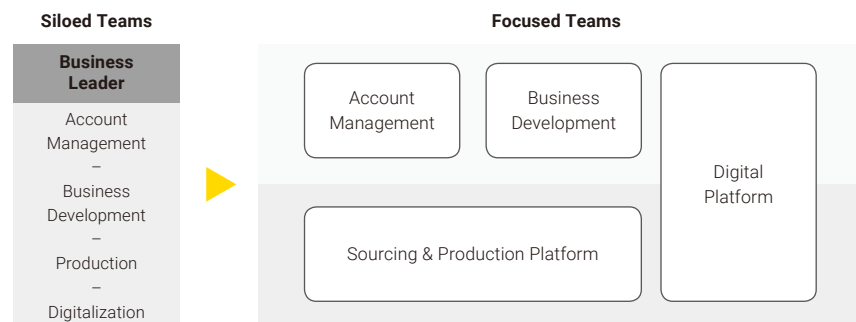 Siloed Teams
Business
Leader
Account
Management
–
Business
Development
–
Production
–
Digitalization
Focused Teams
Account
Management
Business
Development
Digital
Platform
Sourcing & Production Platform